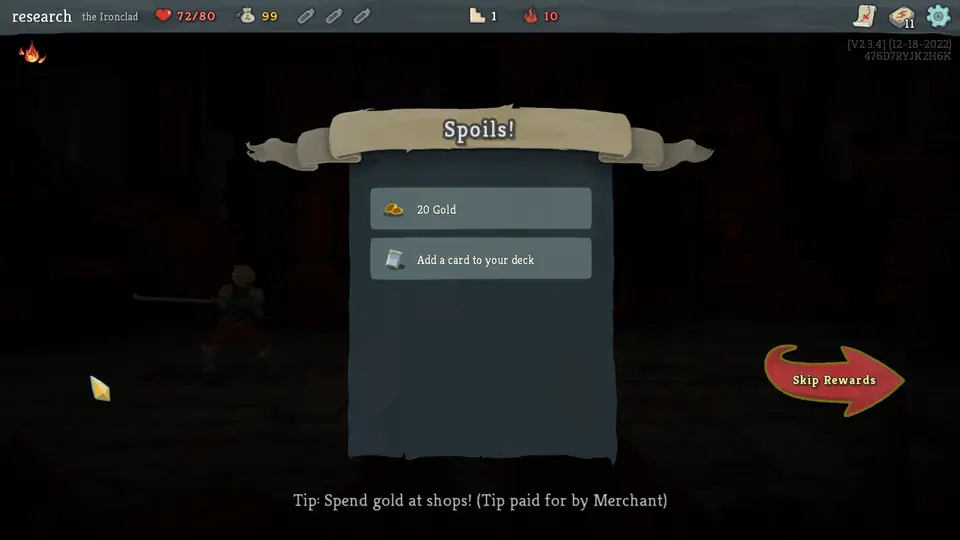 research the Ironclad 72/80 99 1 10 11
[V2.3.4] (12-18-2022)
476D7RYJK2H6K
Spoils!
20 Gold
Add a card to your deck
Skip Rewards
Tip: Spend gold at shops! (Tip paid for by Merchant)